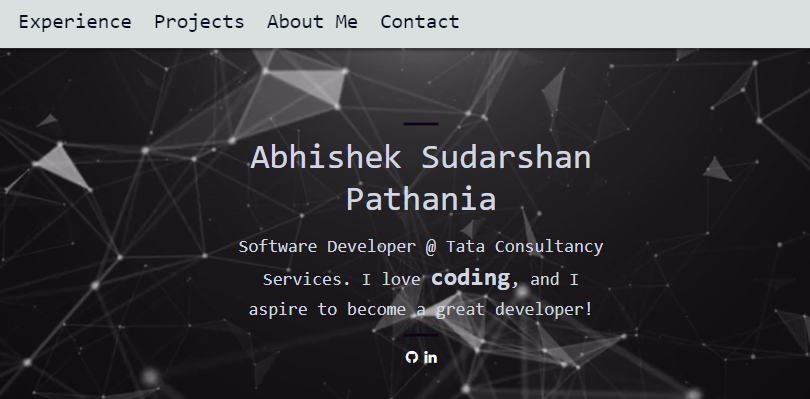 Experience Projects About Me Contact
Abhishek Sudarshan
Pathania
Software Developer @ Tata Consultancy
Services. I love coding, and I
aspire to become a great developer!
in